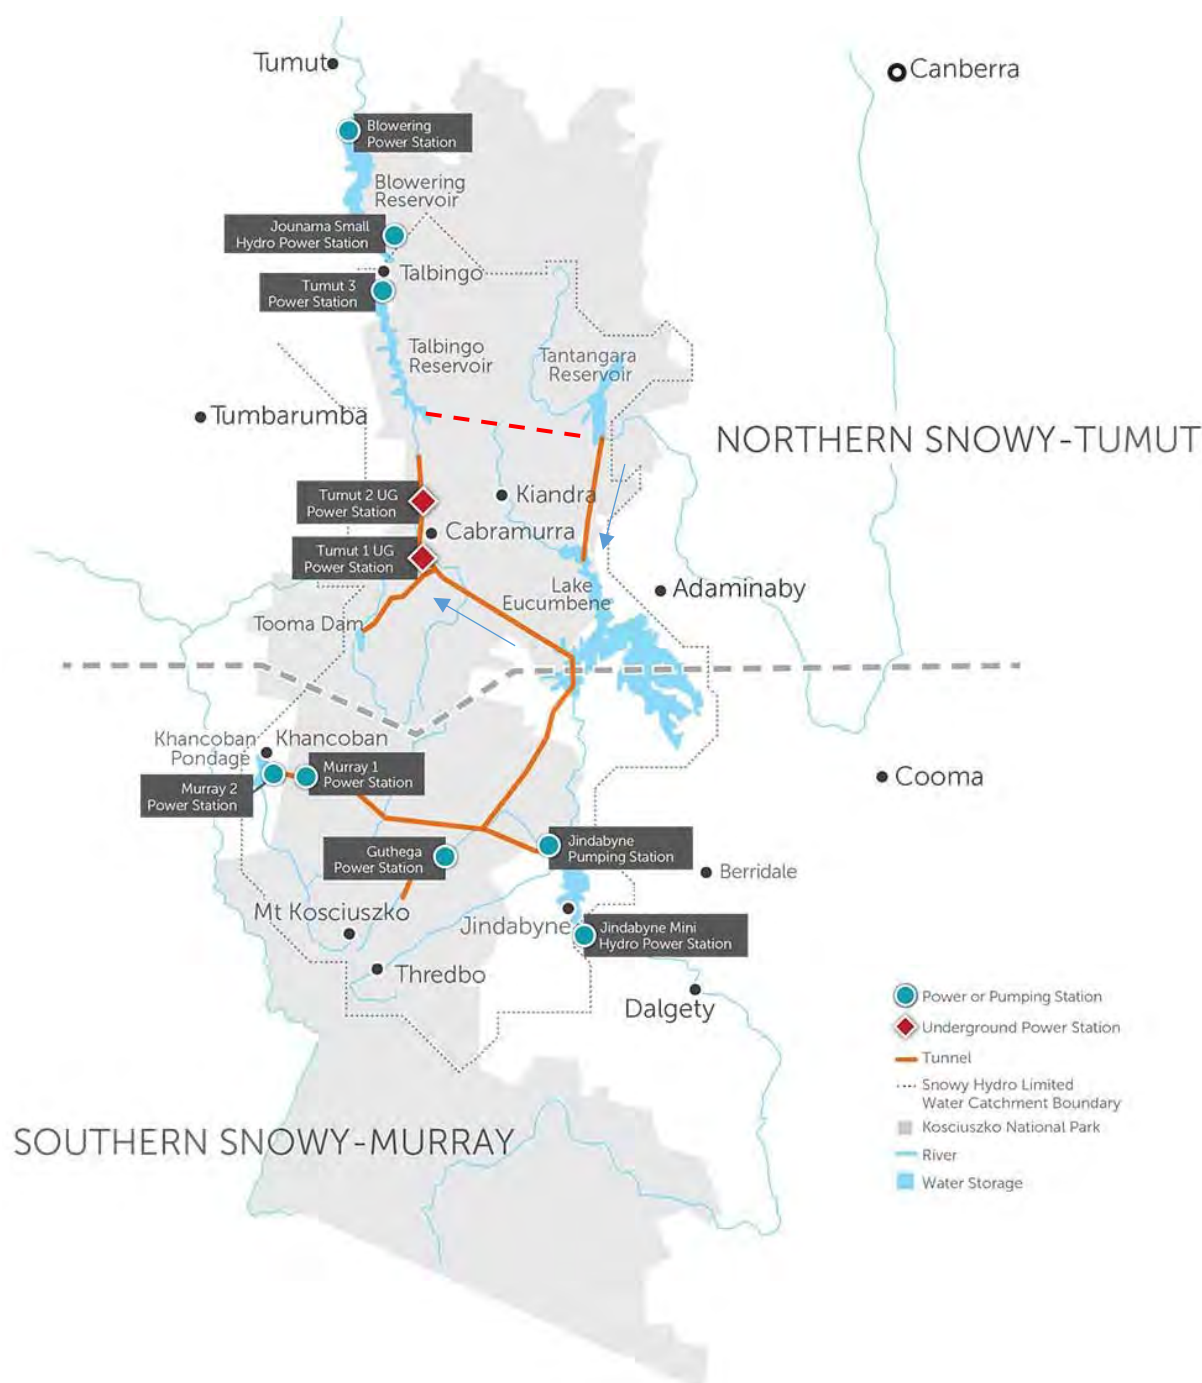 Tumut
Canberra
Blowering
Power Station
Blowering
Reservoir
Jounama Small
Hydro Power Station
Talbingo
Tumut 3
Power Station
Talbingo
Reservoir
Tantangara
Reservoir
Tumbarumba
NORTHERN SNOWY-TUMUT
Tumut 2 UG
Power Station
Kiandra
Cabramurra
Tumut 1 UG
Power Station
Lake
Eucumbene
Adaminaby
Tooma Dam
Khancoban
Pondage
Khancoban
Murray 1
Power Station
Murray 2
Power Station
Cooma
Guthega
Power Station
Jindabyne
Pumping Station
Berridale
Mt Kosciuszko
Jindabyne
Jindabyne Mini
Hydro Power Station
Thredbo
Dalgety
Power or Pumping Station
Underground Power Station
Tunnel
Snowy Hydro Limited
Water Catchment Boundary
Kosciuszko National Park
River
Water Storage
SOUTHERN SNOWY-MURRAY